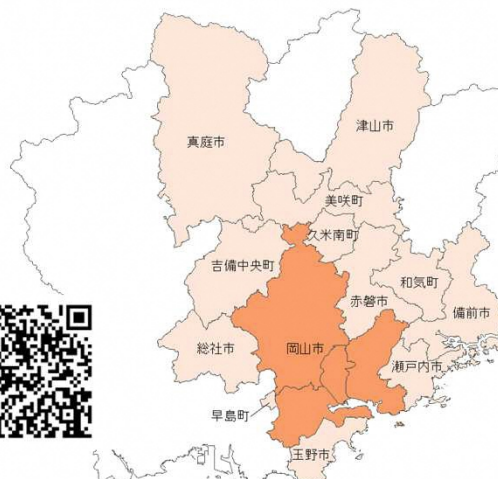 津山市
真庭市
美咲町
久米南町
吉備中央町
和気町
赤磐市
備前市
総社市
岡山市
瀬戸内市
早島町
玉野市